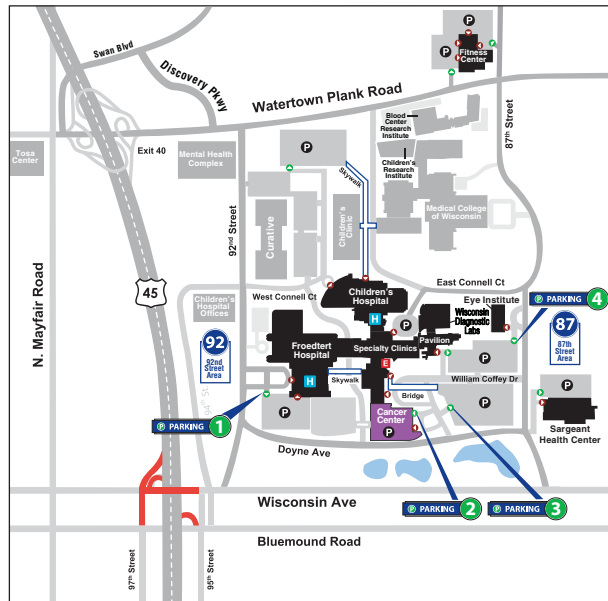 Swan Blvd
Discovery Pkwy
P
P
P
Fitness
Center
87th Street
Watertown Plank Road
Blood
Center
Research
Institute
Children's
Research
Institute
Exit 40
Tosa
Center
Mental Health
Complex
P
Skywalk
92nd Street
Curative
Children's
Clinic
Medical College
of Wisconsin
N. Mayfair Road
45
East Connell Ct
West Connell Ct
Children's
Hospital
H
P
Children's
Hospital
Offices
Eye Institute
Wisconsin
Diagnostic
Labs
P PARKING 4
92
92nd Street
Area
87
87th Street
Area
Froedtert
Hospital
H
Specialty Clinics
Pavilion
E
P
Skywalk
William Coffey Dr
Bridge
94th St
P
P
P
Cancer
Center
P
Sargeant
Health Center
P PARKING 1
Doyne Ave
Wisconsin Ave
P PARKING 2
P PARKING 3
Bluemound Road
97th Street
95th Street